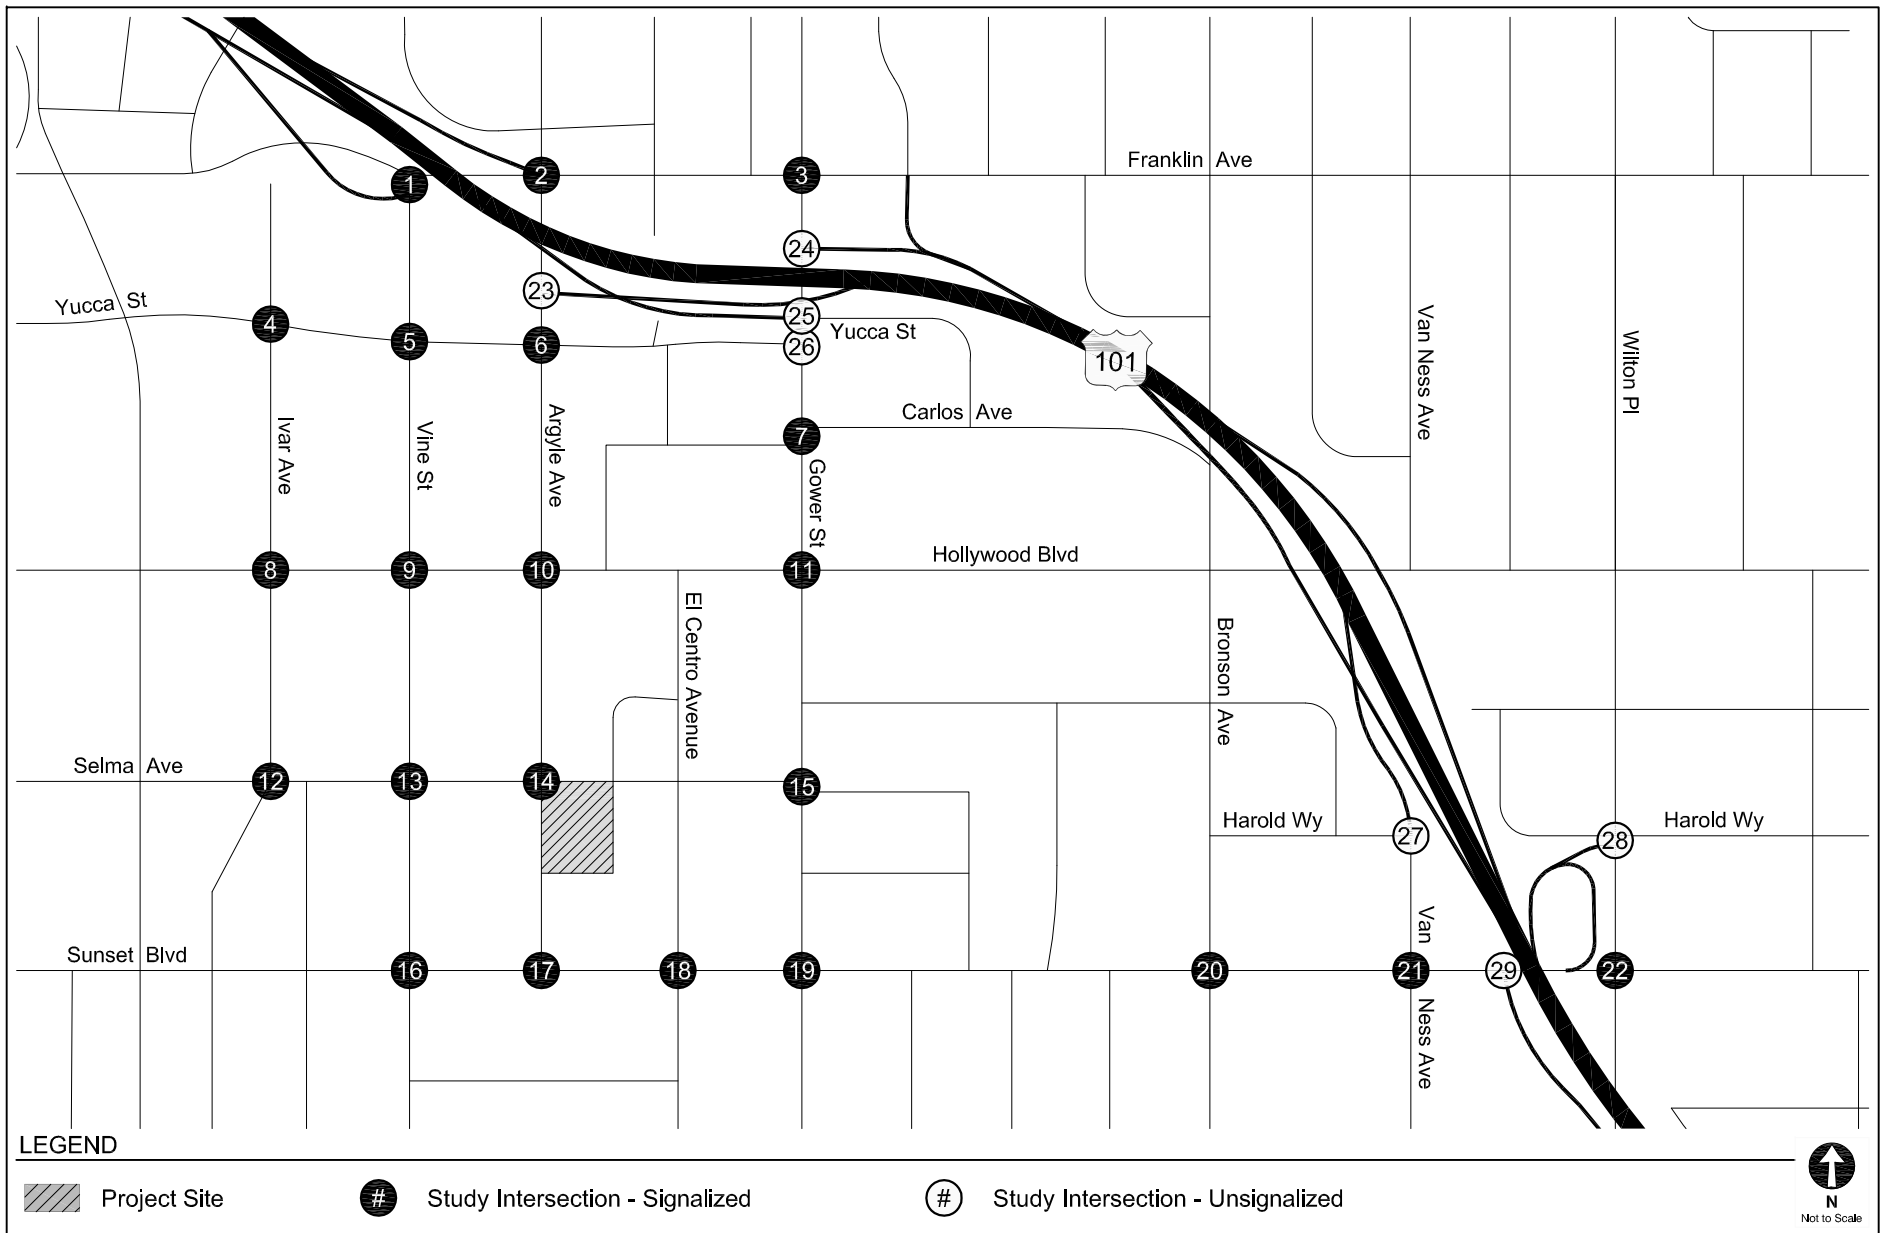 Franklin Ave
1
2
3
24
23
Yucca St
25
4
5
6
26
Yucca St
101
Van Ness Ave
Wilton Pl
Ivar Ave
Vine St
Argyle Ave
Carlos Ave
7
Gower St
8
9
10
11
Hollywood Blvd
El Centro Avenue
Bronson Ave
Selma Ave
12
13
14
15
Harold Wy
27
28
Harold Wy
Sunset Blvd
16
17
18
19
20
21
29
22
Van Ness Ave
LEGEND
Project Site
# Study Intersection - Signalized
# Study Intersection - Unsignalized
N
Not to Scale